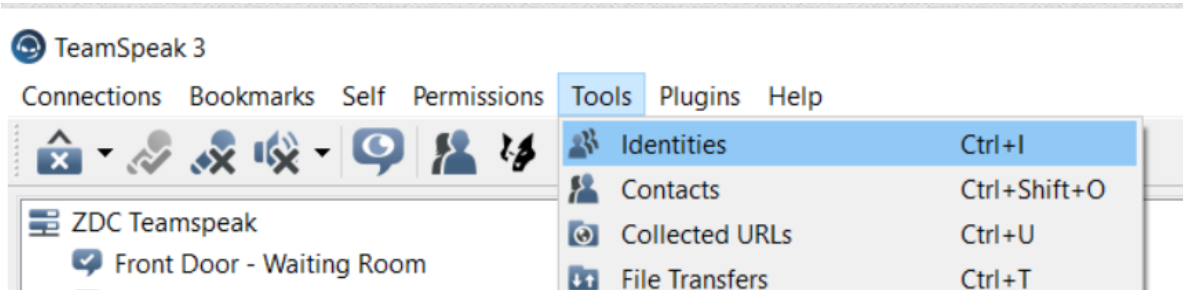 TeamSpeak 3
Connections Bookmarks Self Permissions Tools Plugins Help
Identities Ctrl+I
Contacts Ctrl+Shift+O
ZDC Teamspeak
Collected URLs Ctrl+U
Front Door - Waiting Room
File Transfers Ctrl+T